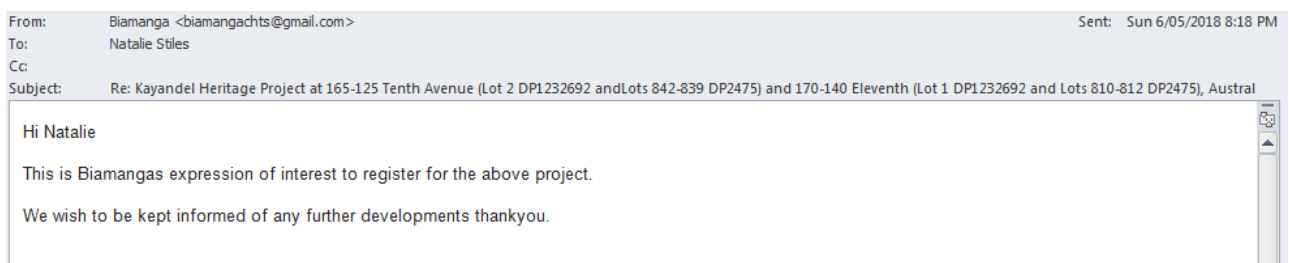 From: Biamanga <biamangachts@gmail.com> Sent: Sun 6/05/2018 8:18 PM
To: Natalie Stiles
Cc:
Subject: Re: Kayandel Heritage Project at 165-125 Tenth Avenue (Lot 2 DP1232692 andLots 842-839 DP2475) and 170-140 Eleventh (Lot 1 DP1232692 and Lots 810-812 DP2475), Austral
Hi Natalie
This is Biamangas expression of interest to register for the above project.
We wish to be kept informed of any further developments thankyou.